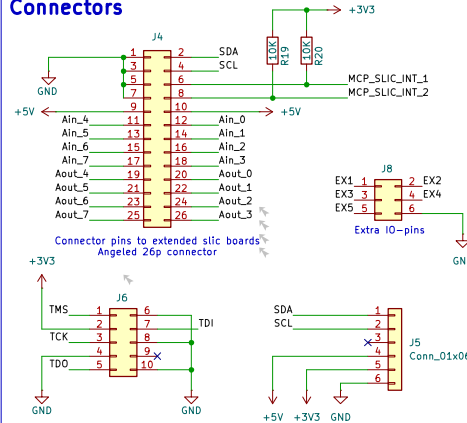 Connectors
+3V3
J4
10K
R19
10K
R20
1 2 SDA
3 4 SCL
5 6 MCP_SLIC_INT_1
7 8 MCP_SLIC_INT_2
GND
+5V 9 10 +5V
Ain_4 11 12 Ain_0
Ain_5 13 14 Ain_1
Ain_6 15 16 Ain_2
Ain_7 17 18 Ain_3
Aout_4 19 20 Aout_0
Aout_5 21 22 Aout_1
Aout_6 23 24 Aout_2
Aout_7 25 26 Aout_3
Connector pins to extended slic boards
Angeled 26p connector
J8
EX1 1 2 EX2
EX3 3 4 EX4
EX5 5 6
Extra IO-pins
GN
+3V3
J6
TMS 1 6
2 7 TDI
TCK 3 8
4 9
TDO 5 10
GND
GND
SDA 1
SCL 2
3
4
5
6
J5
Conn_01x06
+5V
+3V3
GND